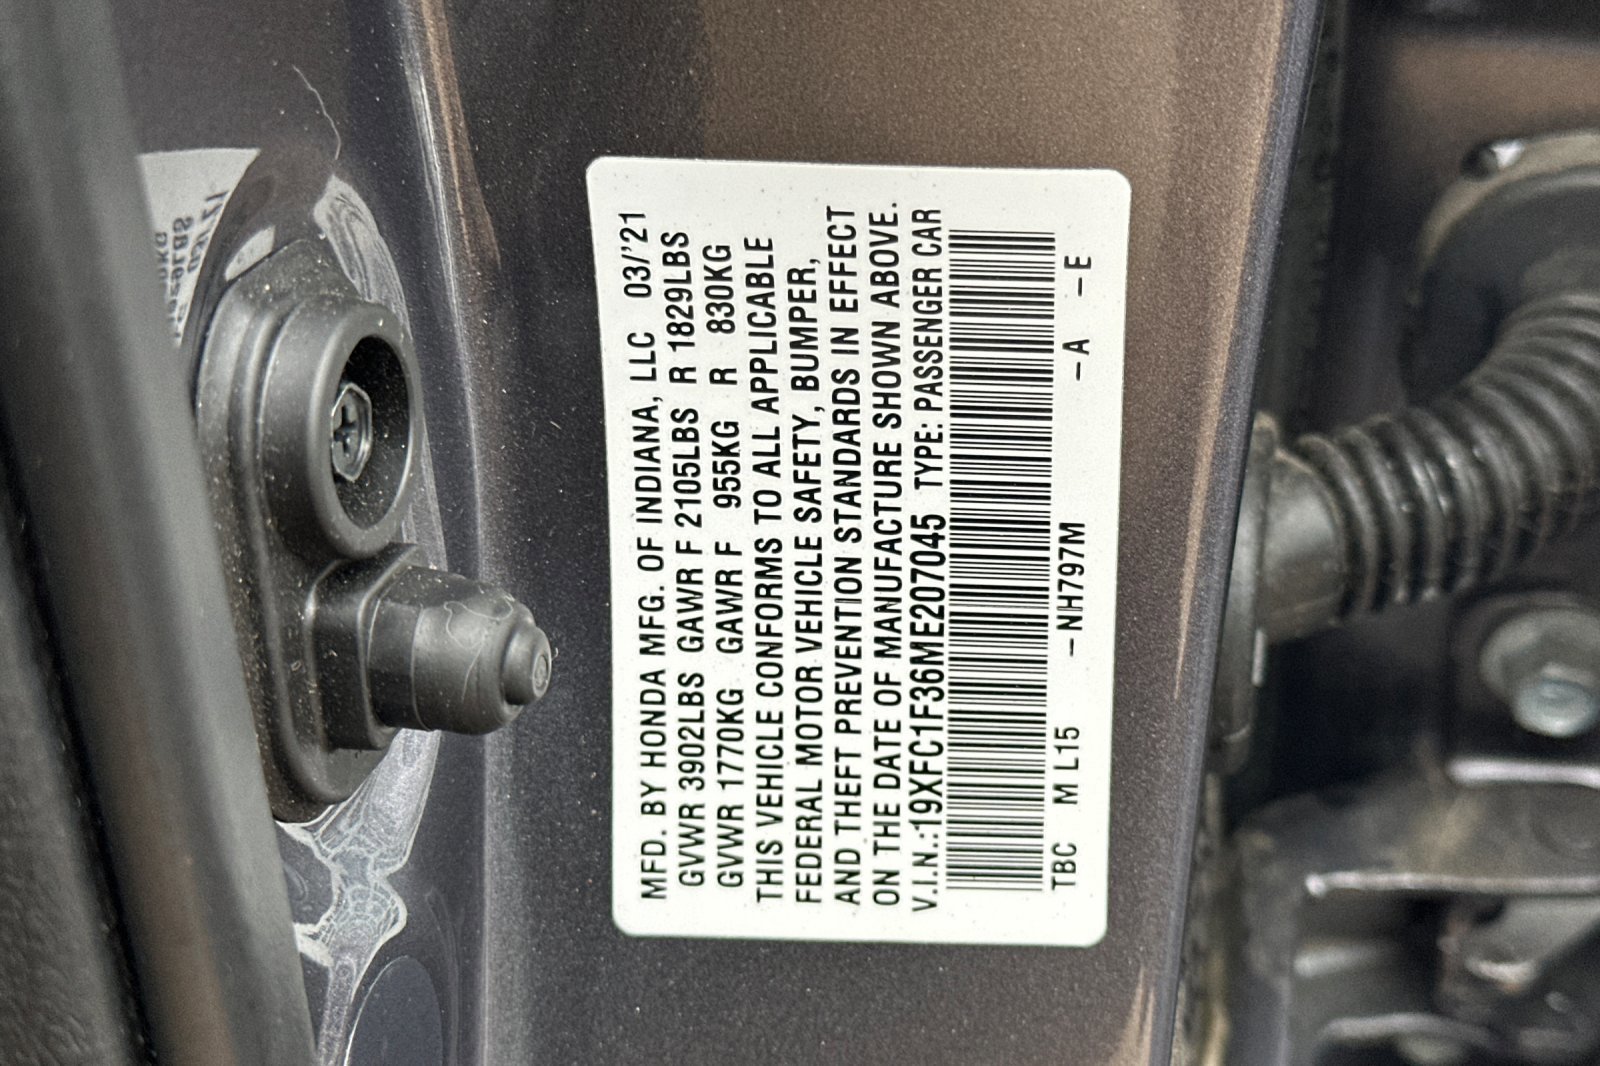 MFD. BY HONDA MFG. OF INDIANA, LLC 03/'21
GVWR 3902LBS GAWR F 2105LBS R 1829LBS
GVWR 1770KG GAWR F 955KG R 830KG
THIS VEHICLE CONFORMS TO ALL APPLICABLE
FEDERAL MOTOR VEHICLE SAFETY, BUMPER,
AND THEFT PREVENTION STANDARDS IN EFFECT
ON THE DATE OF MANUFACTURE SHOWN ABOVE.
V.I.N.:19XFC1F36ME207045 TYPE: PASSENGER CAR
TBC ML15 –NH797M –A –E